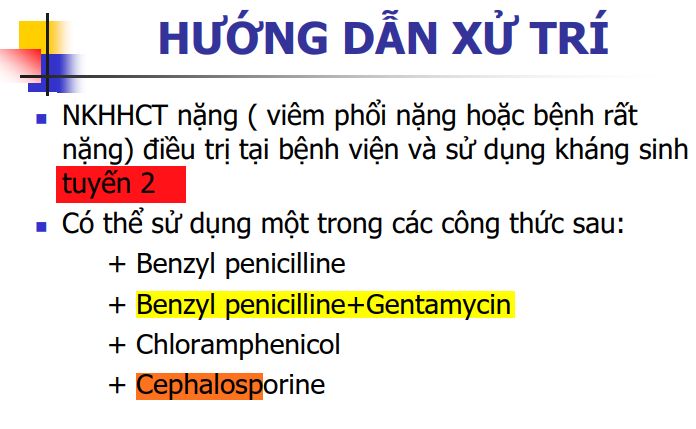 HƯỚNG DẪN XỬ TRÍ
NKHHCT nặng ( viêm phổi nặng hoặc bệnh rất
nặng) điều trị tại bệnh viện và sử dụng kháng sinh
tuyến 2
Có thể sử dụng một trong các công thức sau:
+ Benzyl penicilline
+ Benzyl penicilline+Gentamycin
+ Chloramphenicol
+ Cephalosporine